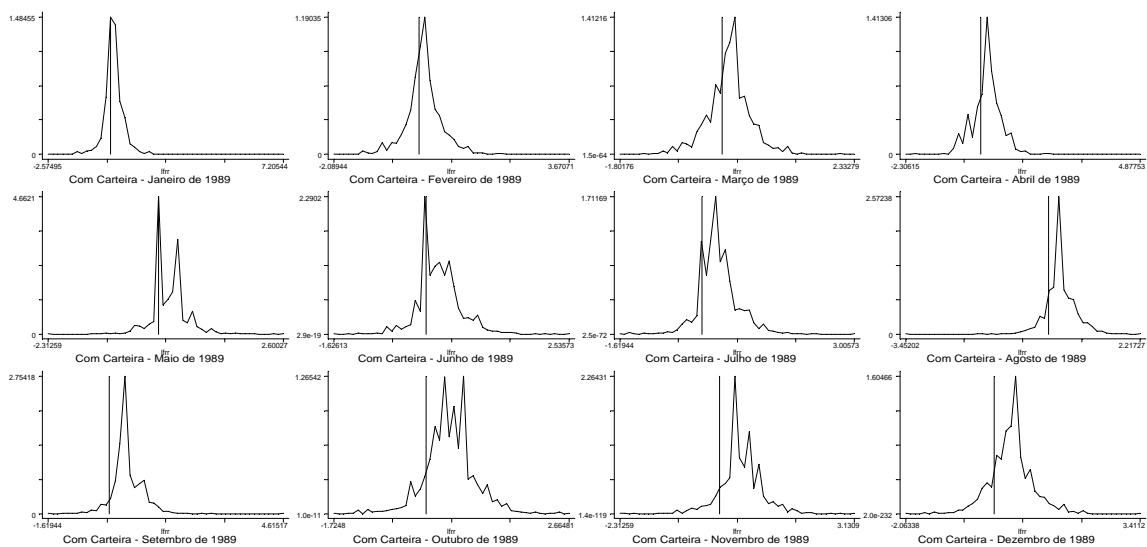 1.48455
0
-2.57495 lfrr 7.20544
Com Carteira - Janeiro de 1989
1.19035
0
-2.08944 lfrr 3.67071
Com Carteira - Fevereiro de 1989
1.41216
1.5e-64
-1.80176 lfrr 2.33279
Com Carteira - Março de 1989
1.41306
0
-2.30615 lfrr 4.87753
Com Carteira - Abril de 1989
4.6621
0
-2.31259 lfrr 2.60027
Com Carteira - Maio de 1989
2.2902
2.9e-19
-1.62613 lfrr 2.53573
Com Carteira - Junho de 1989
1.71169
2.5e-72
-1.61944 lfrr 3.00573
Com Carteira - Julho de 1989
2.57238
0
-3.45202 lfrr 2.21727
Com Carteira - Agosto de 1989
2.75418
0
-1.61944 lfrr 4.61517
Com Carteira - Setembro de 1989
1.26542
1.0e-11
-1.7248 lfrr 2.66481
Com Carteira - Outubro de 1989
2.26431
1.4e-119
-2.31259 lfrr 3.1309
Com Carteira - Novembro de 1989
1.60466
2.0e-232
-2.06338 lfrr 3.4112
Com Carteira - Dezembro de 1989